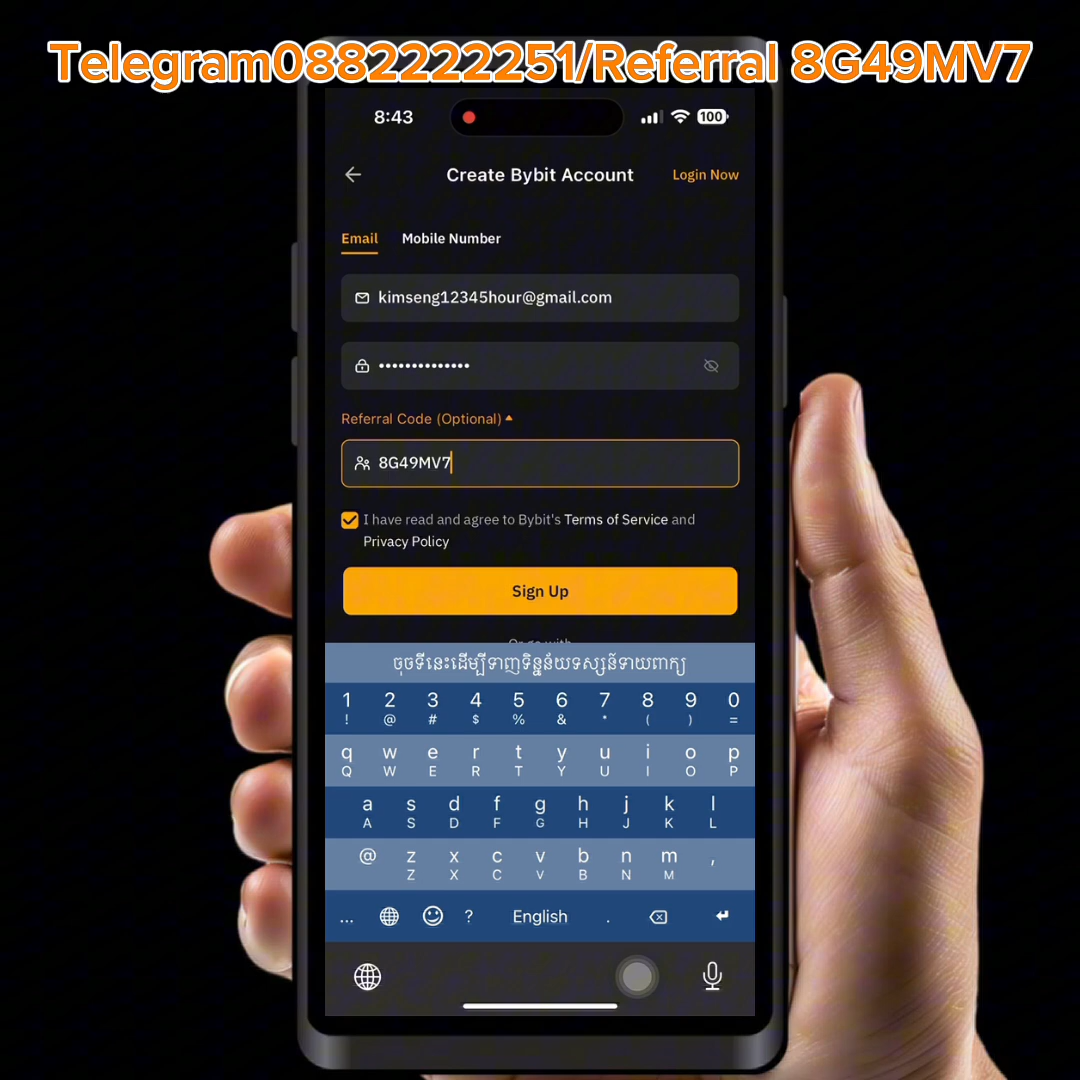 Telegram0882222251/Referral 8G49MV7
8:43 100
Create Bybit Account Login Now
Email Mobile Number
kimseng12345hour@gmail.com
••••••••••••••
Referral Code (Optional)
8G49MV7
I have read and agree to Bybit's Terms of Service and
Privacy Policy
Sign Up
Or go with
ចុចទីនេះដើម្បីទាញទិន្នន័យទស្សន៍ទាយពាក្យ
1 2 3 4 5 6 7 8 9 0
! @ # $ % & * ( ) =
q w e r t y u i o p
Q W E R T Y U I O P
a s d f g h j k l
A S D F G H J K L
@ z x c v b n m ,
Z X C V B N M
... ? English .